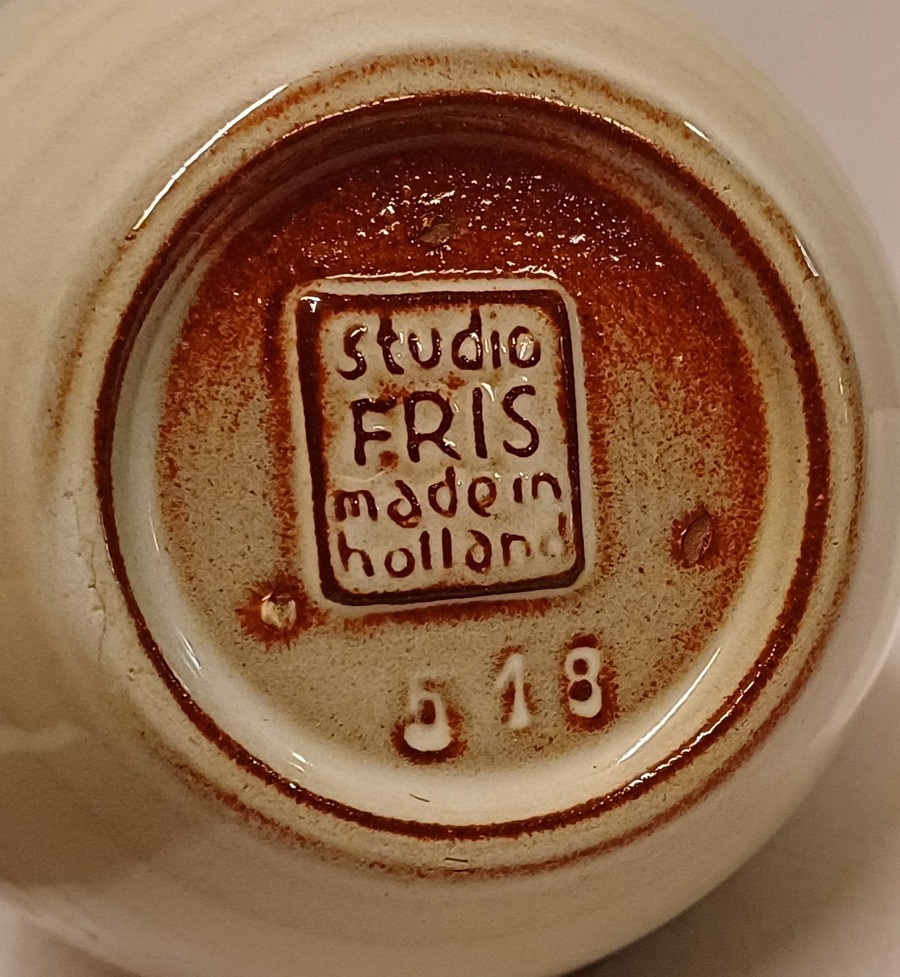 studio
FRIS
made in
holland
518